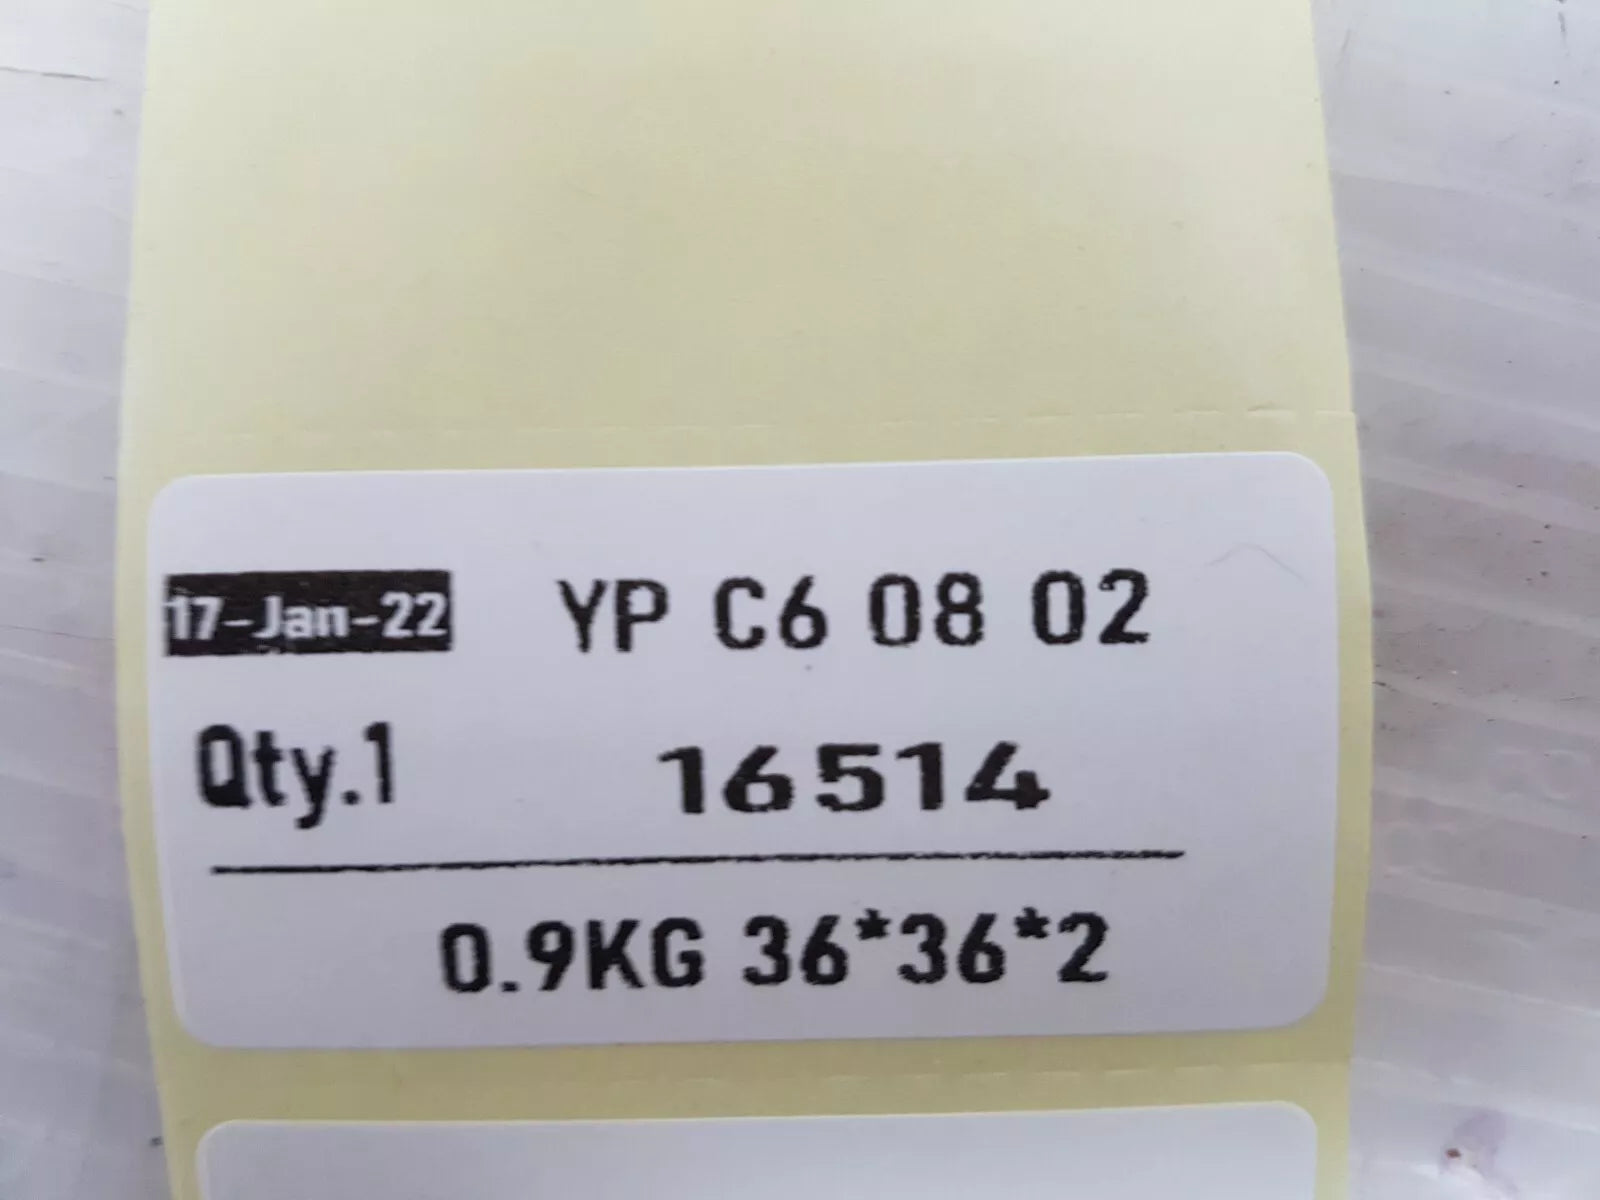 17-Jan-22 YP C6 08 02
Qty.1 16514
0.9KG 36*36*2